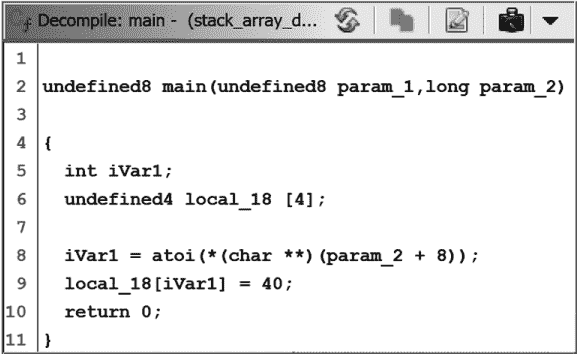 Decompile: main - (stack_array_d...
1
2 undefined8 main(undefined8 param_1,long param_2)
3
4 {
5 int iVar1;
6 undefined4 local_18 [4];
7
8 iVar1 = atoi(*(char **)(param_2 + 8));
9 local_18[iVar1] = 40;
10 return 0;
11 }